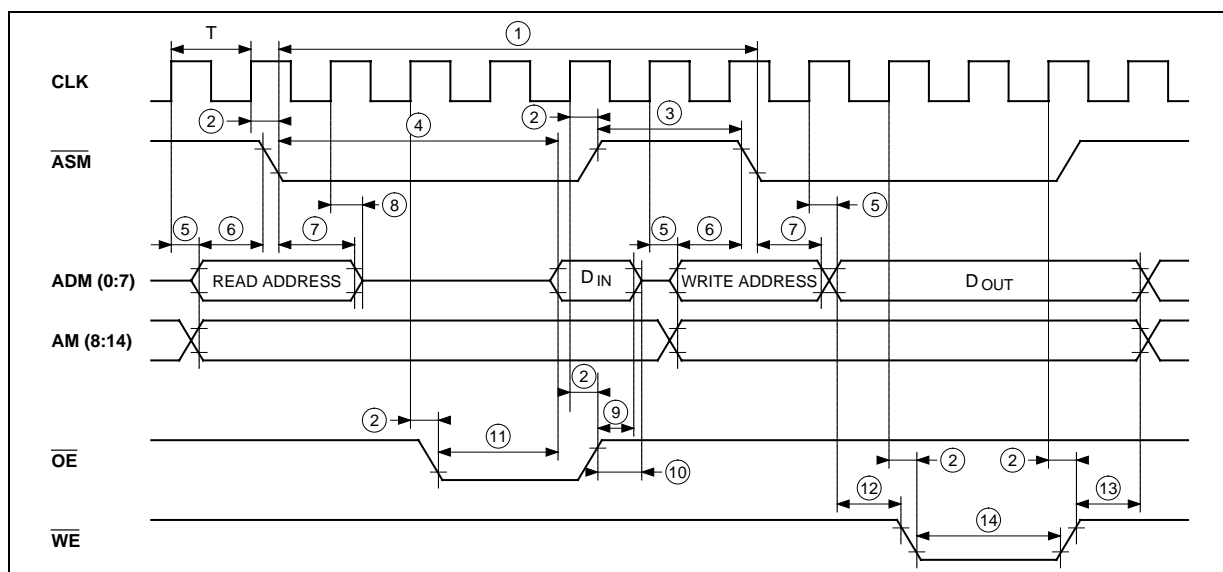 T ①
CLK
② ④ ② ③
ASM
⑧ ⑤
⑤ ⑥ ⑦ ⑤ ⑥ ⑦
ADM (0:7) READ ADDRESS D IN WRITE ADDRESS D OUT
AM (8:14)
②
② ⑪ ⑨
OE ⑩ ② ②
⑫ ⑬
⑭
WE